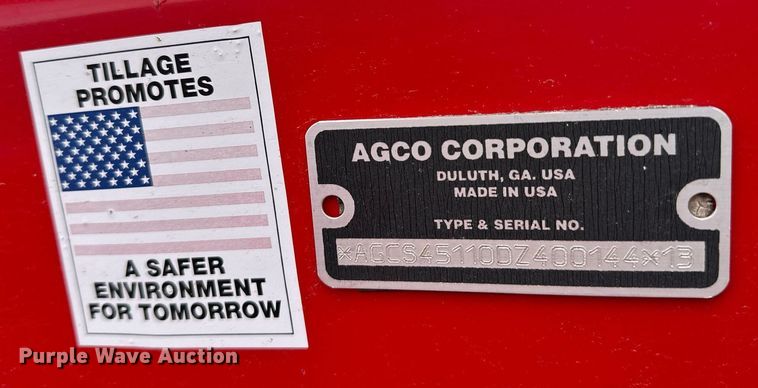 TILLAGE
PROMOTES
A SAFER
ENVIRONMENT
FOR TOMORROW
AGCO CORPORATION
DULUTH, GA. USA
MADE IN USA
TYPE & SERIAL NO.
*AGCS45110DZ400144*13
Purple Wave Auction